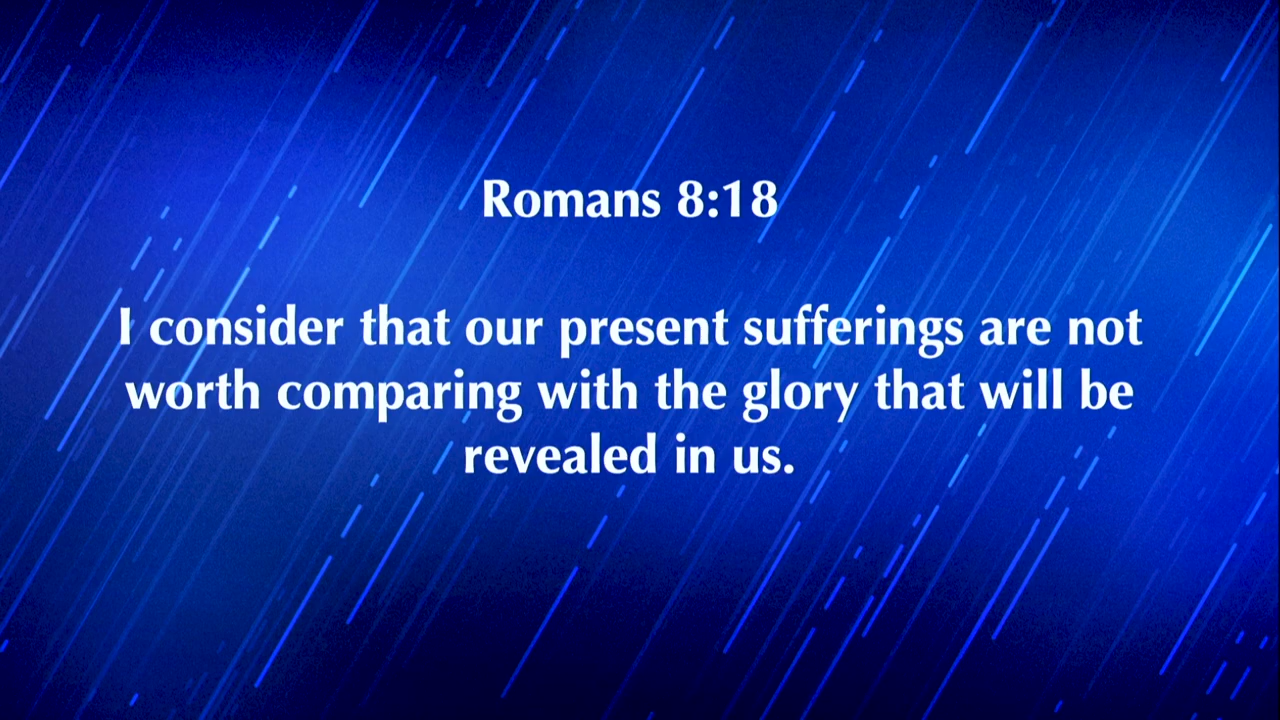 Romans 8:18
I consider that our present sufferings are not
worth comparing with the glory that will be
revealed in us.